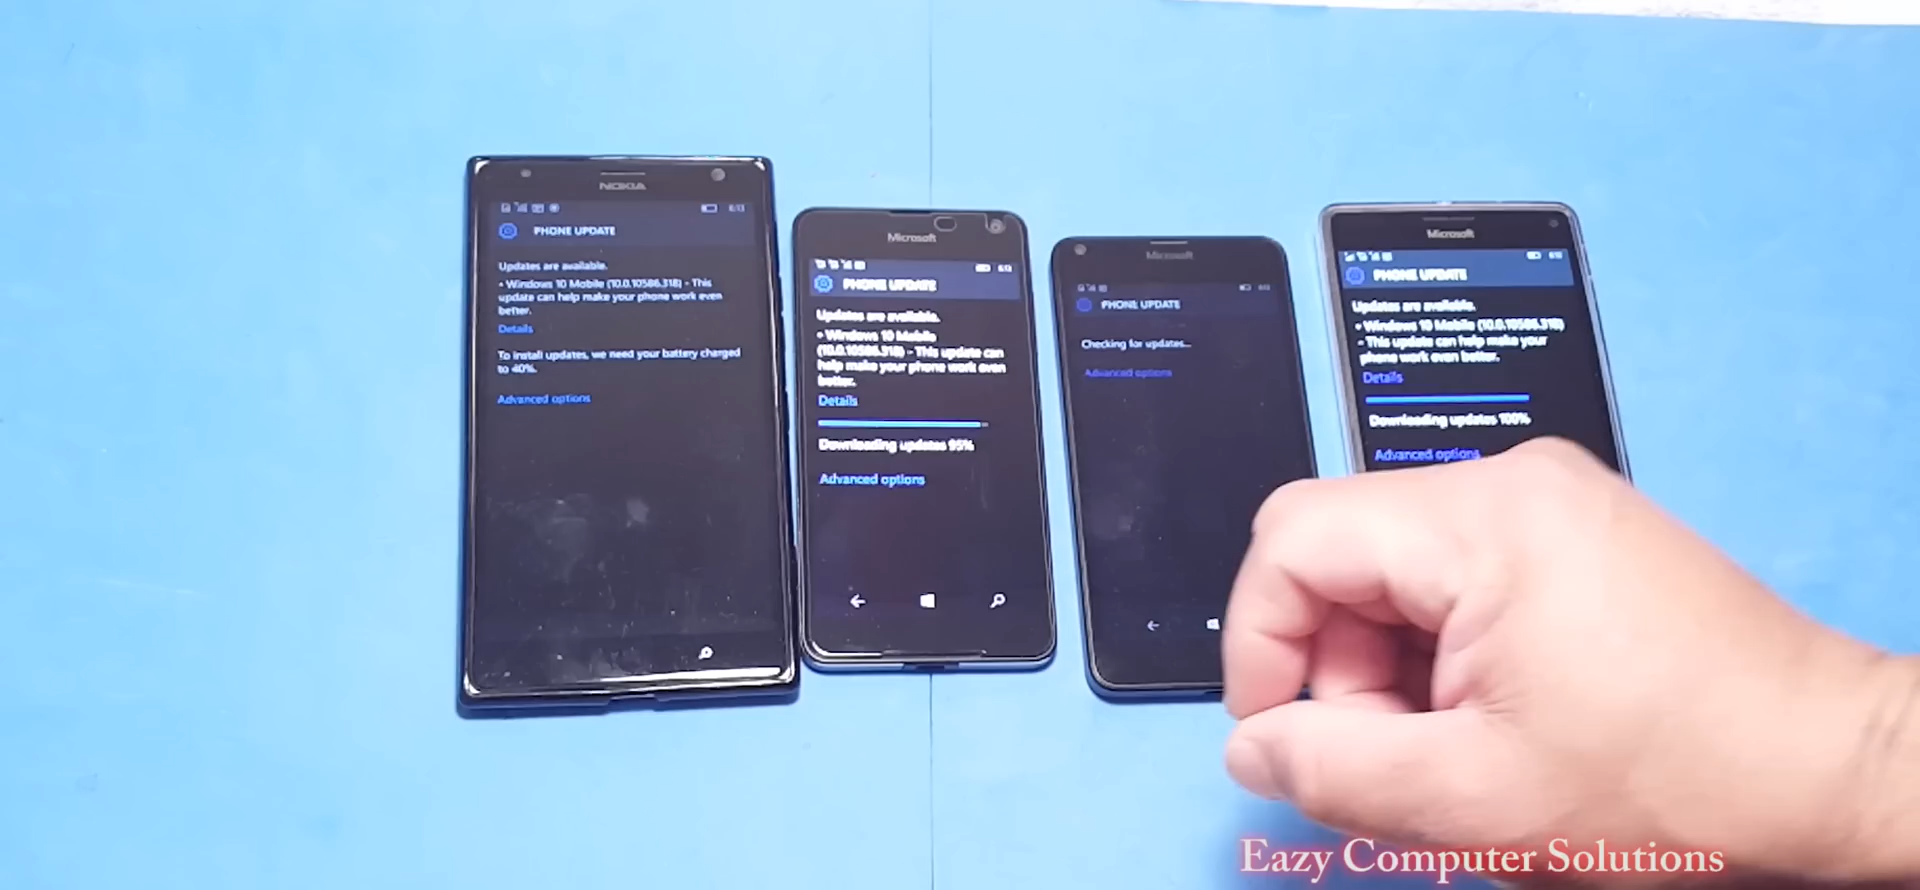 NOKIA
6:13
PHONE UPDATE
Updates are available.
• Windows 10 Mobile (10.0.10586.318) - This
update can help make your phone work even
better.
Details
To install updates, we need your battery charged
to 40%.
Advanced options
Microsoft
6:13
PHONE UPDATE
Updates are available.
• Windows 10 Mobile
(10.0.10586.318) - This update can
help make your phone work even
better.
Details
Downloading updates 95%
Advanced options
Microsoft
PHONE UPDATE
Checking for updates...
Advanced options
Microsoft
PHONE UPDATE
Updates are available.
• Windows 10 Mobile (10.0.10586.318)
- This update can help make your
phone work even better.
Details
Downloading updates 100%
Advanced options
Eazy Computer Solutions